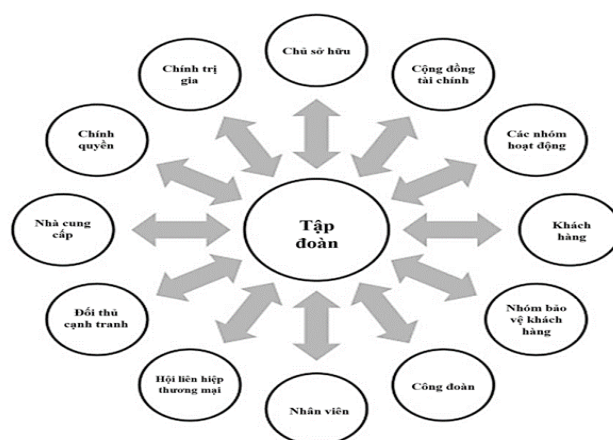 Chủ sở hữu
Chính trị
gia
Cộng đồng
tài chính
Chính
quyền
Các nhóm
hoạt động
Nhà cung
cấp
Tập
đoàn
Khách
hàng
Đối thủ
cạnh tranh
Nhóm bảo
vệ khách
hàng
Hội liên hiệp
thương mại
Công đoàn
Nhân viên